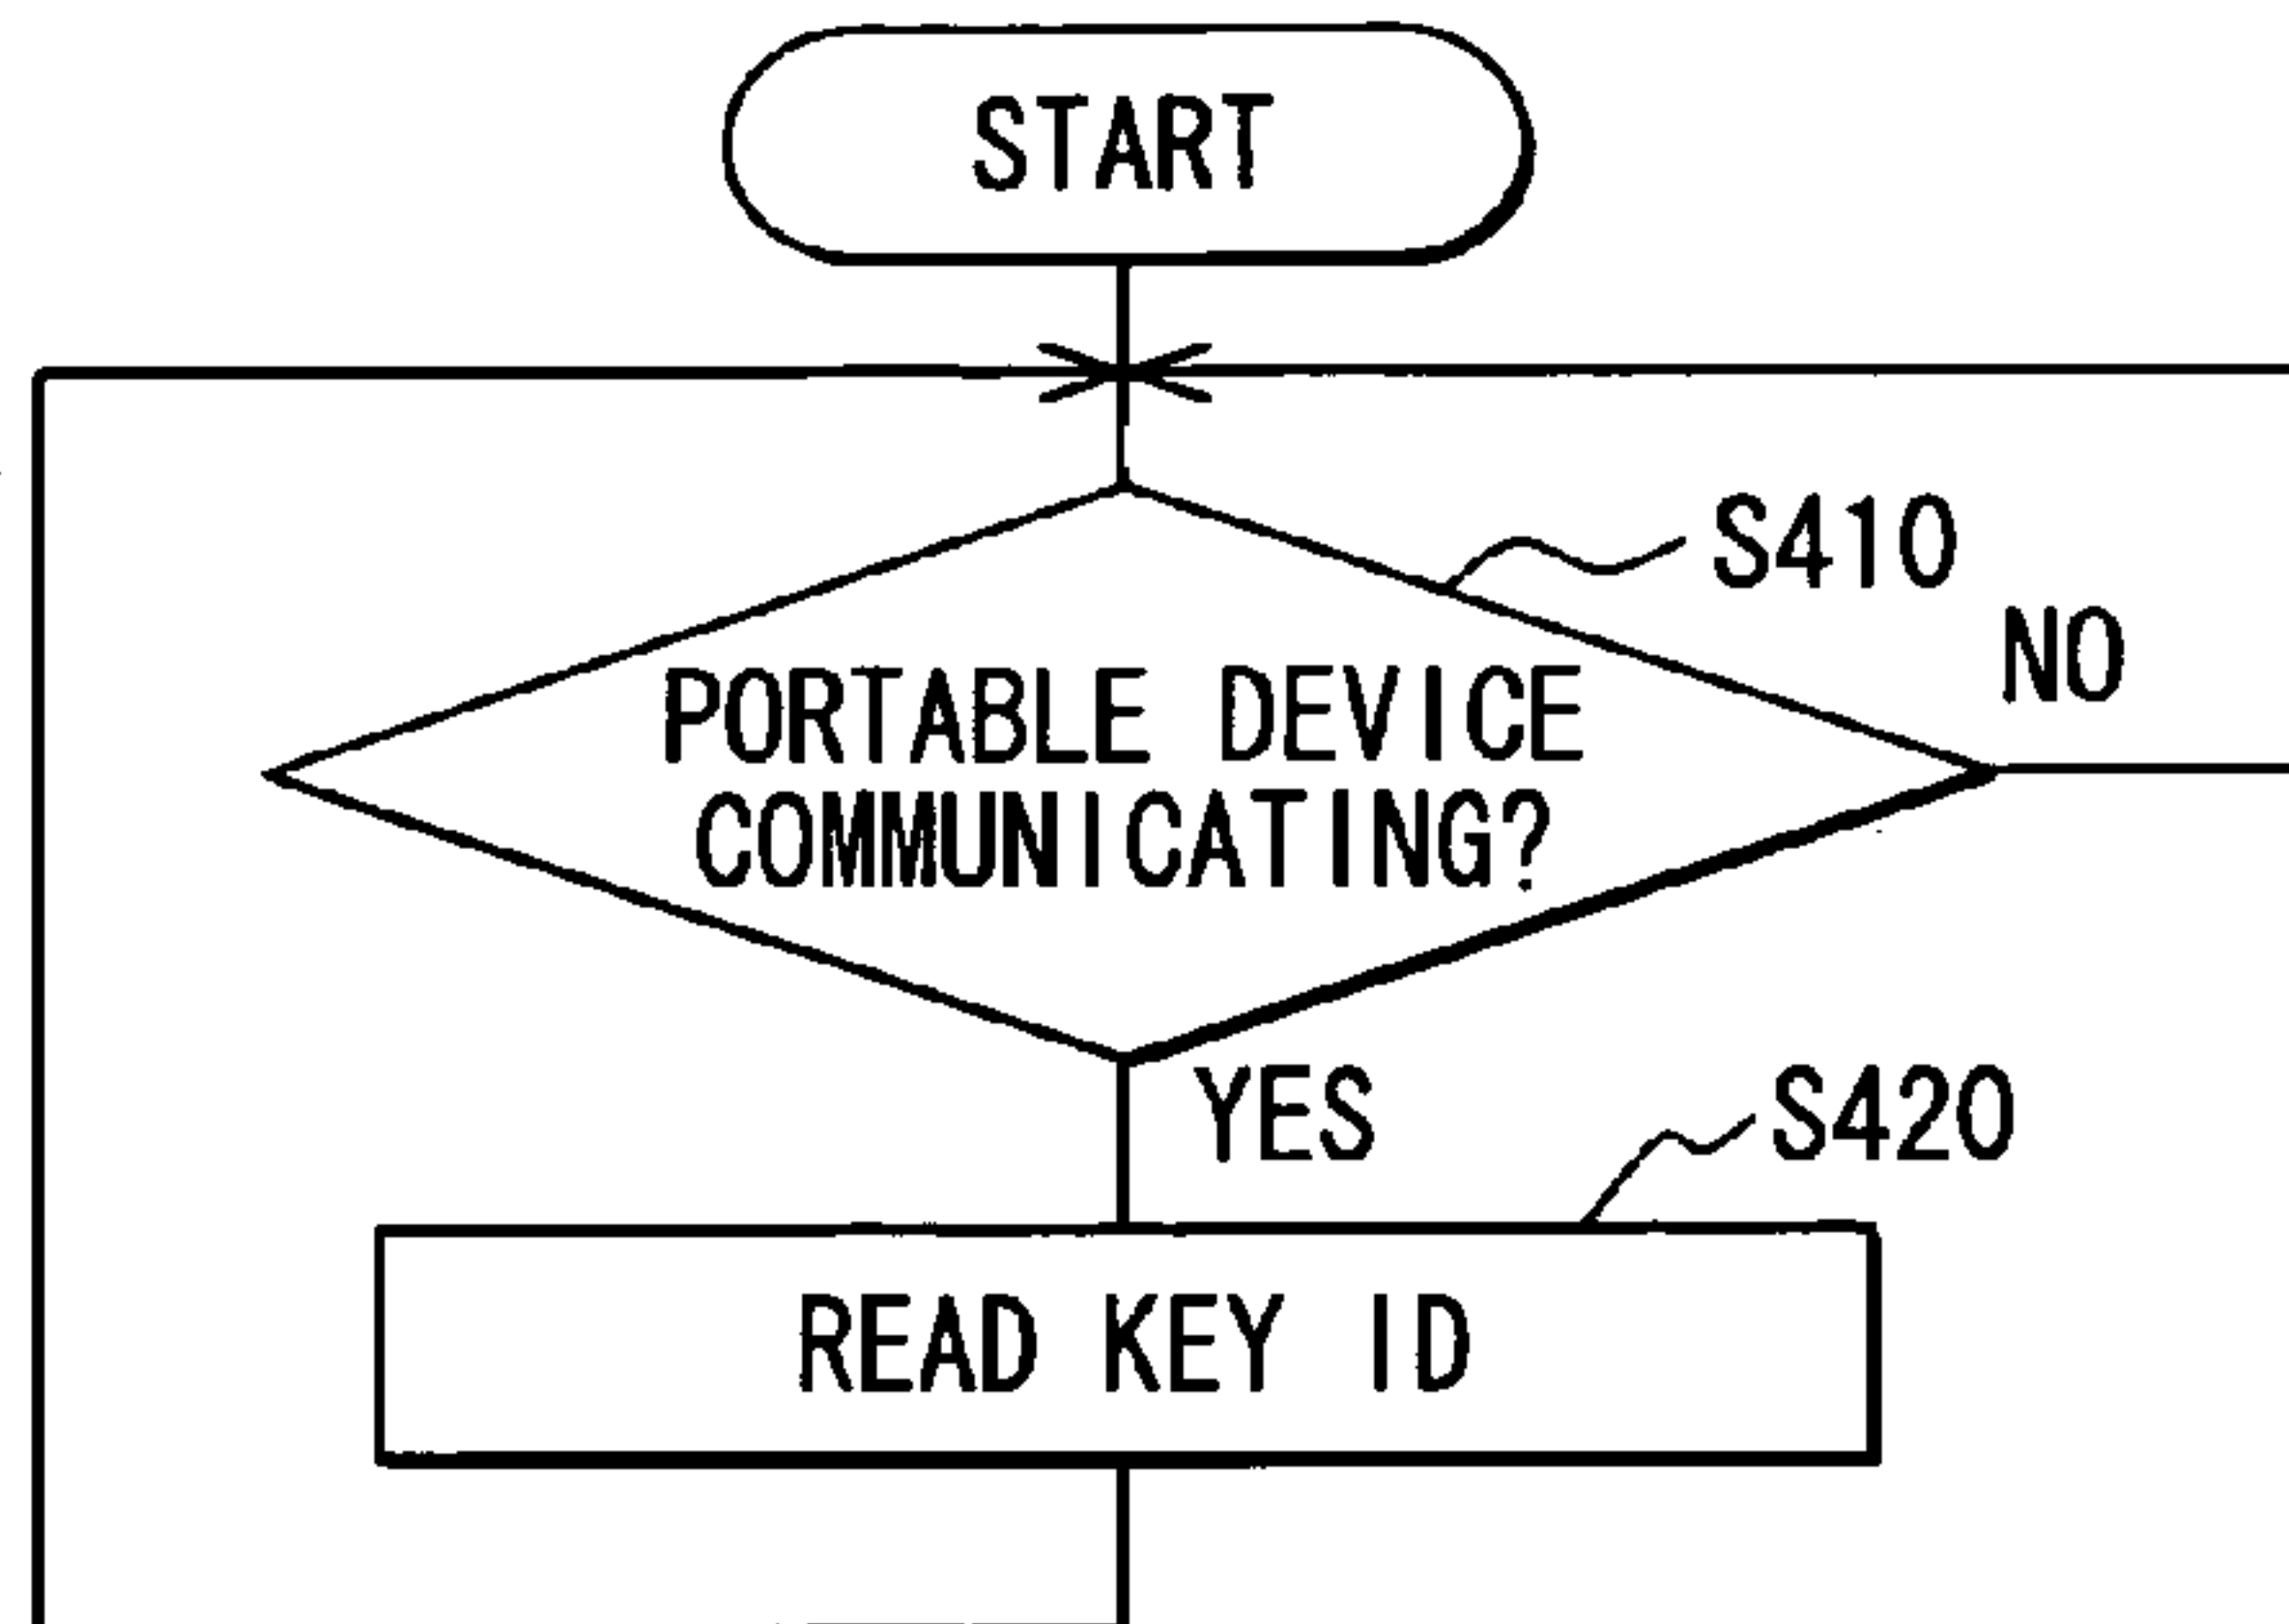 START
S410
NO
PORTABLE DEVICE
COMMUNICATING?
YES
S420
READ KEY ID